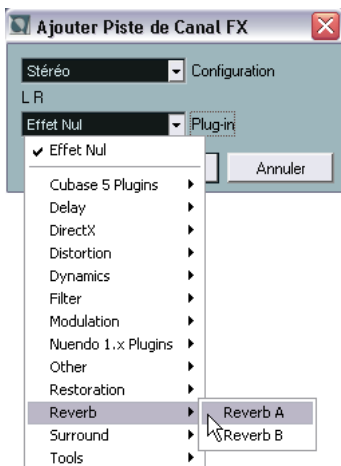 Ajouter Piste de Canal FX
Stéréo Configuration
L R
Effet Nul Plug-in
Effet Nul
Annuler
Cubase 5 Plugins
Delay
DirectX
Distortion
Dynamics
Filter
Modulation
Nuendo 1.x Plugins
Other
Restoration
Reverb Reverb A
Surround Reverb B
Tools